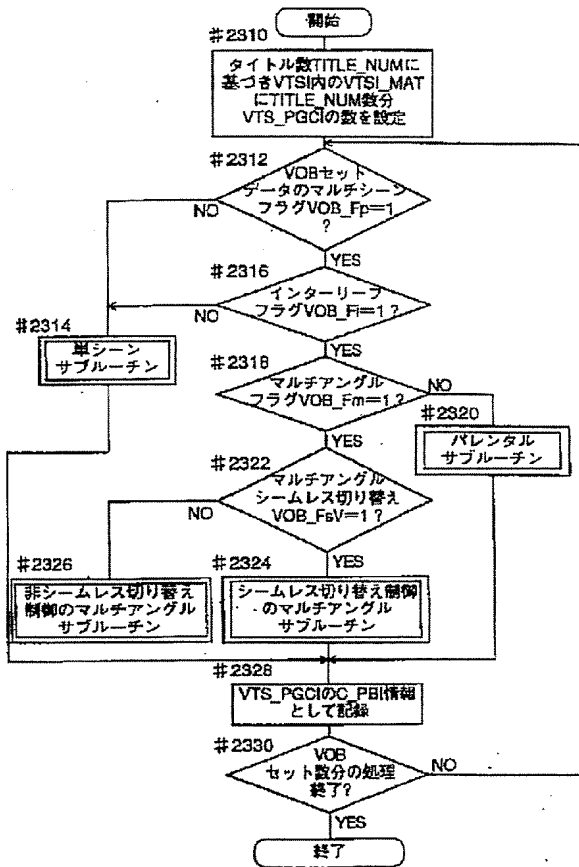 開始
#2310
タイトル数TITLE_NUMに
基づきVTSI内のVTSI_MAT
にTITLE_NUM数分
VTS_PGCIの数を設定
#2312
VOBセット
データのマルチシーン
フラグVOB_Fp=1
?
NO
YES
#2316
インターリーブ
フラグVOB_Fi=1?
NO
YES
#2314
単シーン
サブルーチン
#2318
マルチアングル
フラグVOB_Fm=1?
NO
YES
#2320
パレンタル
サブルーチン
#2322
マルチアングル
シームレス切り替え
VOB_FsV=1?
NO
YES
#2326
非シームレス切り替え
制御のマルチアングル
サブルーチン
#2324
シームレス切り替え制御
のマルチアングル
サブルーチン
#2328
VTS_PGCIのC_PBI情報
として記録
#2330
VOB
セット数分の処理
終了?
NO
YES
終了